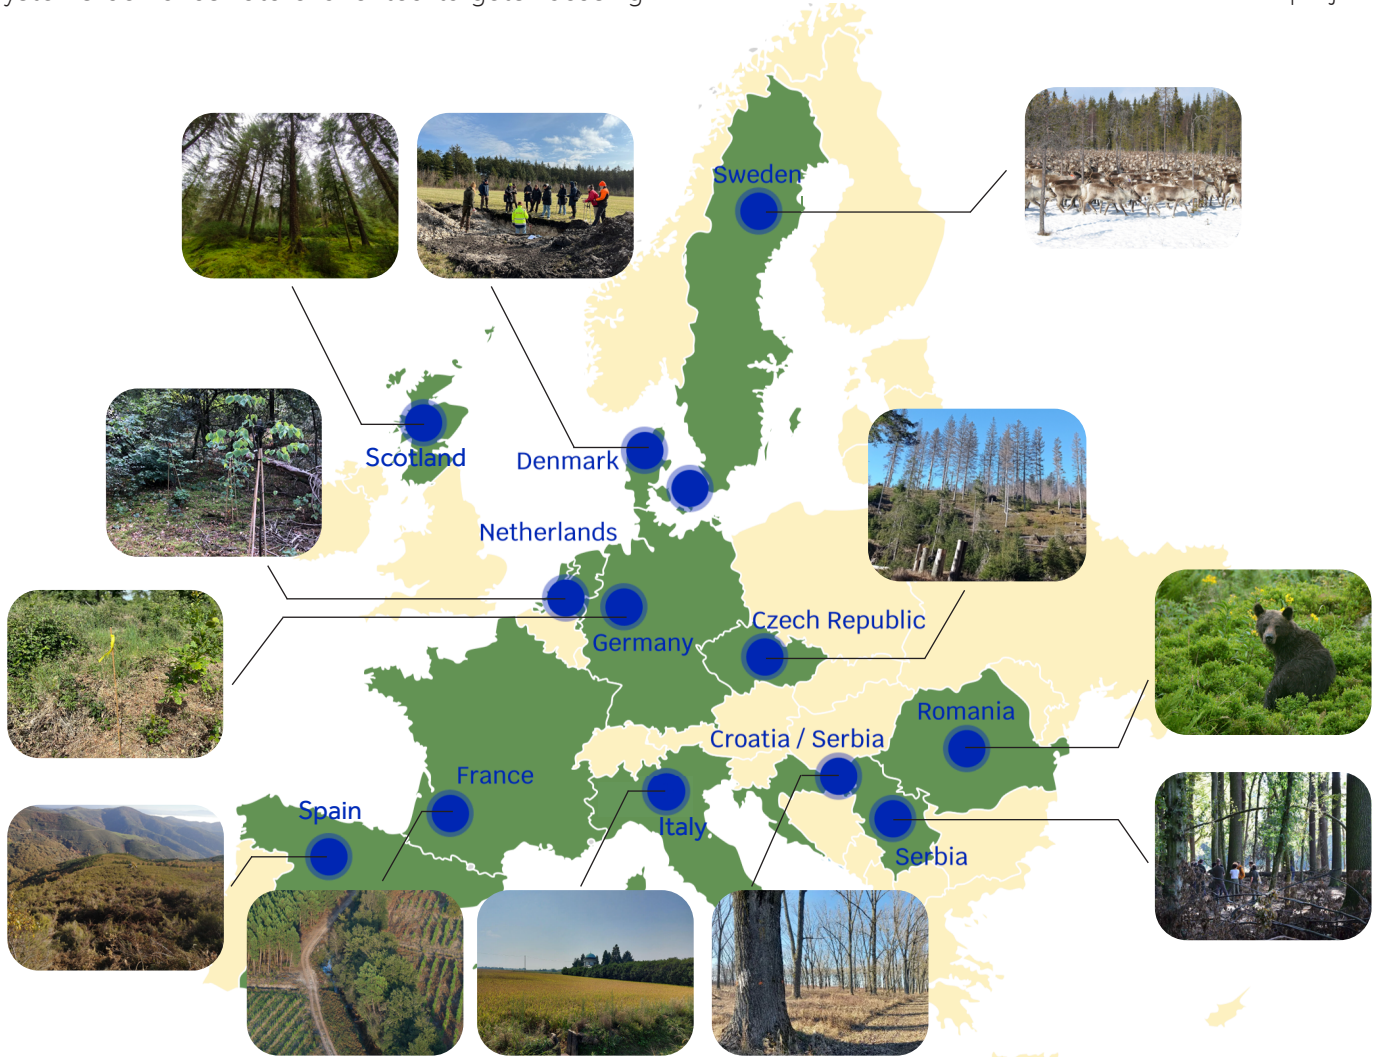 Sweden
Scotland
Denmark
Netherlands
Czech Republic
Germany
Romania
Croatia / Serbia
France
Spain
Italy
Serbia